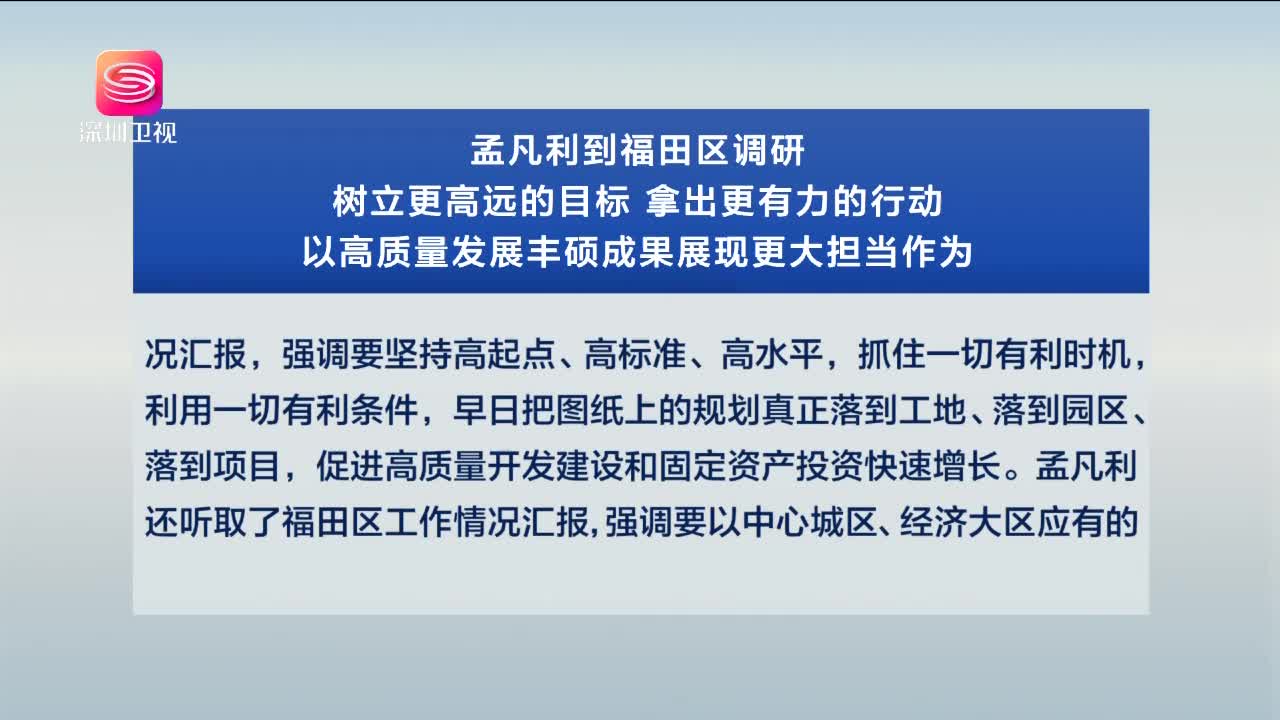 深圳卫视
孟凡利到福田区调研
树立更高远的目标 拿出更有力的行动
以高质量发展丰硕成果展现更大担当作为
况汇报，强调要坚持高起点、高标准、高水平，抓住一切有利时机，
利用一切有利条件，早日把图纸上的规划真正落到工地、落到园区、
落到项目，促进高质量开发建设和固定资产投资快速增长。孟凡利
还听取了福田区工作情况汇报,强调要以中心城区、经济大区应有的